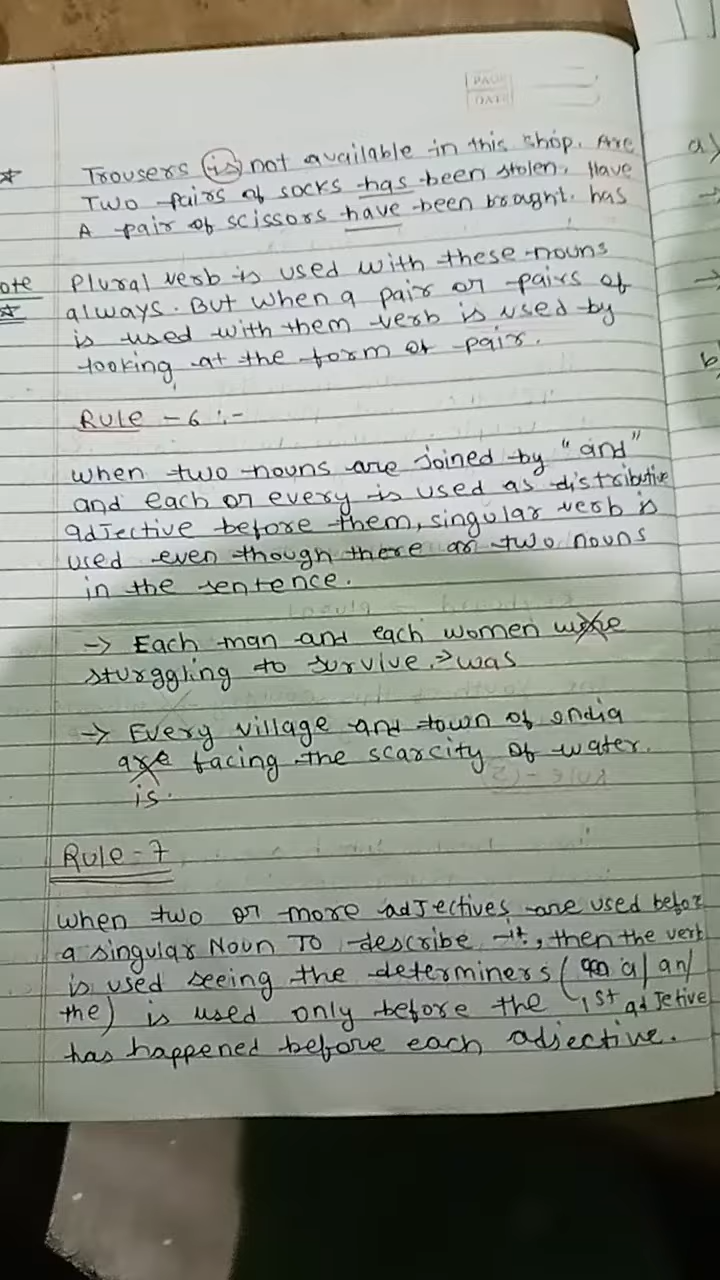 PAGE
DATE
Trousers is not available in this shop. Are
Two pairs of socks has been stolen. Have
A pair of scissors have been brought. has
ote Plural verb is used with these nouns
always. But when a pair or pairs of
is used with them verb is used by
looking at the form of pair.
Rule - 6 :-
when two nouns are joined by "and"
and each or every is used as distributive
adjective before them, singular verb is
used even though there are two nouns
in the sentence.
→ Each man and each women were
sturggling to survive. → was
→ Every village and town of India
are facing the scarcity of water.
is.
Rule - 7
when two or more adjectives are used befor
a singular Noun To describe it, then the verb
is used seeing the determiners ( a/an/
the) is used only before the 1st adjetive
has happened before each adjective.
a)
→
→
b